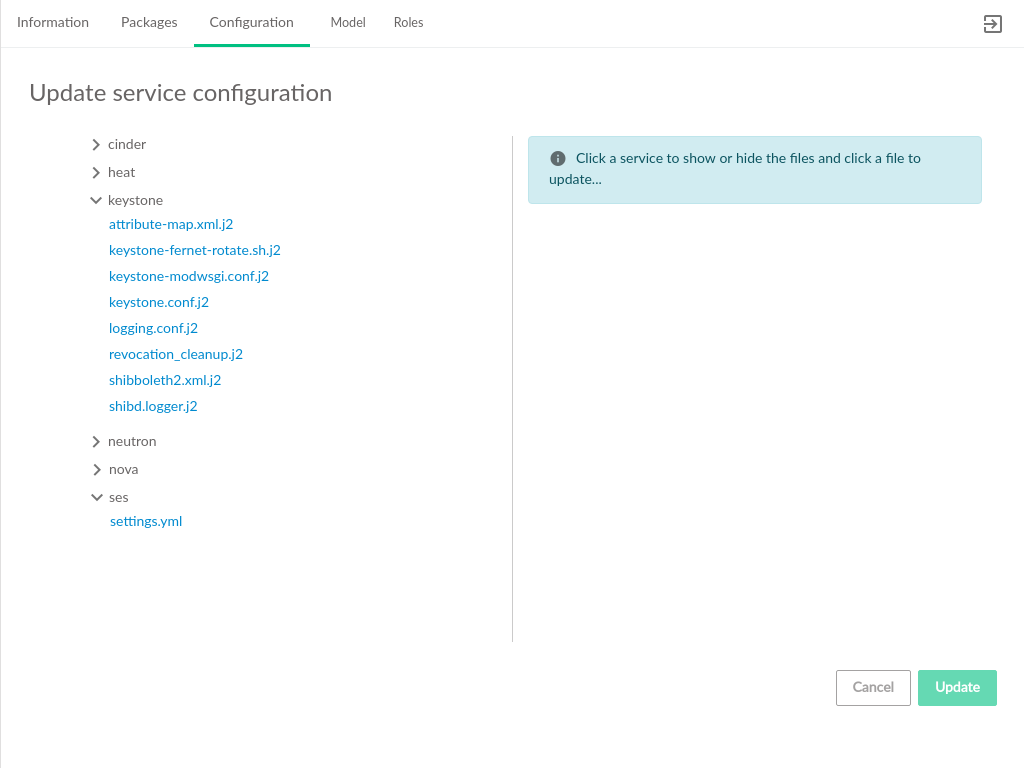 Information Packages Configuration Model Roles
Update service configuration
cinder
heat
keystone
attribute-map.xml.j2
keystone-fernet-rotate.sh.j2
keystone-modwsgi.conf.j2
keystone.conf.j2
logging.conf.j2
revocation_cleanup.j2
shibboleth2.xml.j2
shibd.logger.j2
neutron
nova
ses
settings.yml
Click a service to show or hide the files and click a file to
update...
Cancel Update